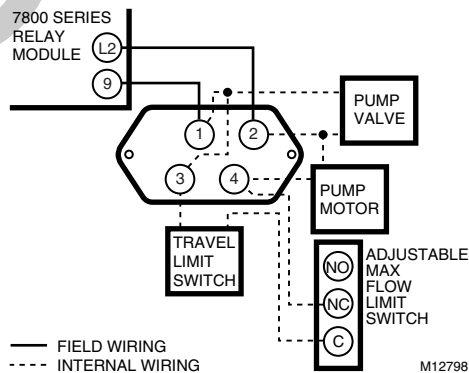 7800 SERIES
RELAY
MODULE
L2
9
1
2
3
4
PUMP
VALVE
PUMP
MOTOR
TRAVEL
LIMIT
SWITCH
NO
NC
C
ADJUSTABLE
MAX
FLOW
LIMIT
SWITCH
FIELD WIRING
INTERNAL WIRING
M12798